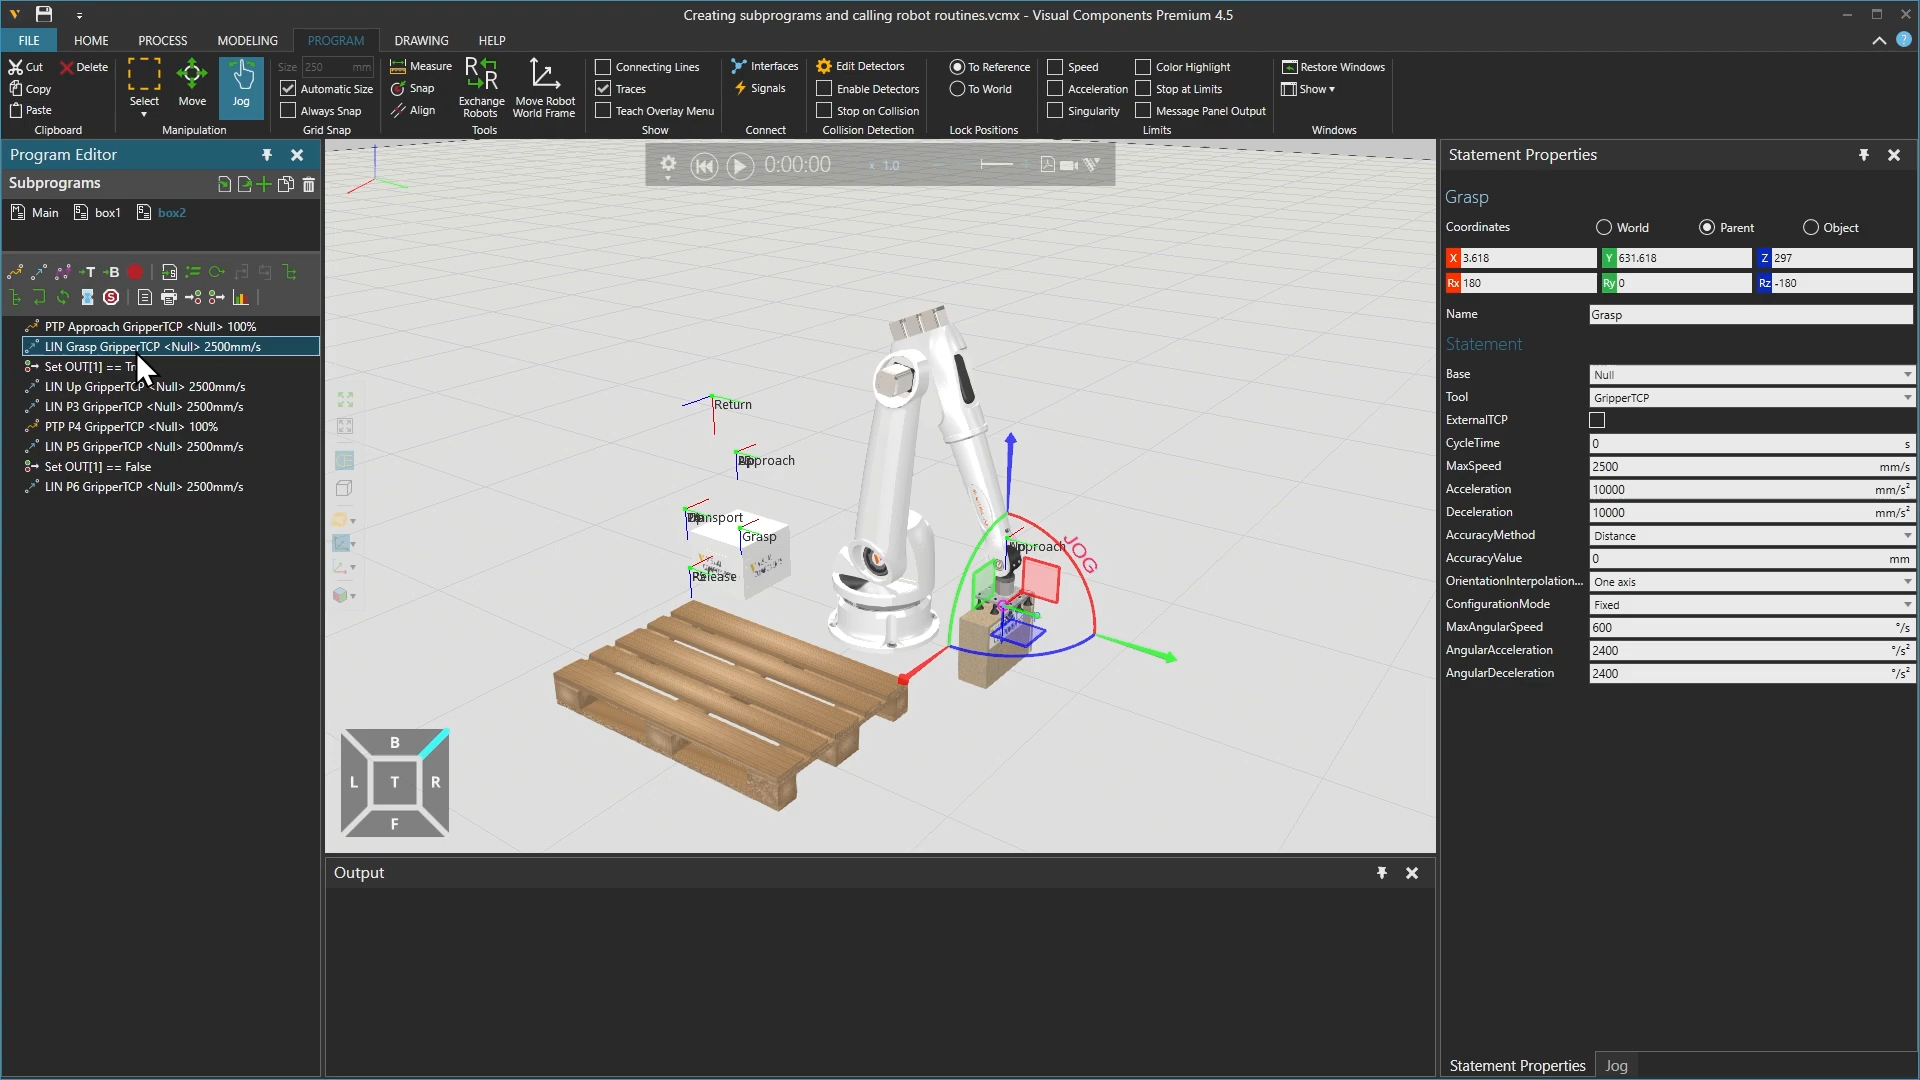 Creating subprograms and calling robot routines.vcmx - Visual Components Premium 4.5
FILE HOME PROCESS MODELING PROGRAM DRAWING HELP
Cut Delete
Copy
Paste
Clipboard
Select Move Jog
Manipulation
Size 250 mm
Automatic Size
Always Snap
Grid Snap
Measure
Snap
Align
Exchange Robots
Move Robot World Frame
Tools
Connecting Lines
Traces
Teach Overlay Menu
Show
Interfaces
Signals
Connect
Edit Detectors
Enable Detectors
Stop on Collision
Collision Detection
To Reference
To World
Lock Positions
Speed Color Highlight
Acceleration Stop at Limits
Singularity Message Panel Output
Limits
Restore Windows
Show
Windows
Program Editor
Subprograms
Main box1 box2
PTP Approach GripperTCP <Null> 100%
LIN Grasp GripperTCP <Null> 2500mm/s
Set OUT[1] == Tr
LIN Up GripperTCP <Null> 2500mm/s
LIN P3 GripperTCP <Null> 2500mm/s
PTP P4 GripperTCP <Null> 100%
LIN P5 GripperTCP <Null> 2500mm/s
Set OUT[1] == False
LIN P6 GripperTCP <Null> 2500mm/s
0:00:00 x 1.0
Return
Approach
Transport
Grasp
Release
Approach
JOG
B
L T R
F
Output
Statement Properties
Grasp
Coordinates World Parent Object
X 3.618 Y 631.618 Z 297
Rx 180 Ry 0 Rz -180
Name Grasp
Statement
Base Null
Tool GripperTCP
ExternalTCP
CycleTime 0 s
MaxSpeed 2500 mm/s
Acceleration 10000 mm/s²
Deceleration 10000 mm/s²
AccuracyMethod Distance
AccuracyValue 0 mm
OrientationInterpolation... One axis
ConfigurationMode Fixed
MaxAngularSpeed 600 °/s
AngularAcceleration 2400 °/s²
AngularDeceleration 2400 °/s²
Statement Properties Jog